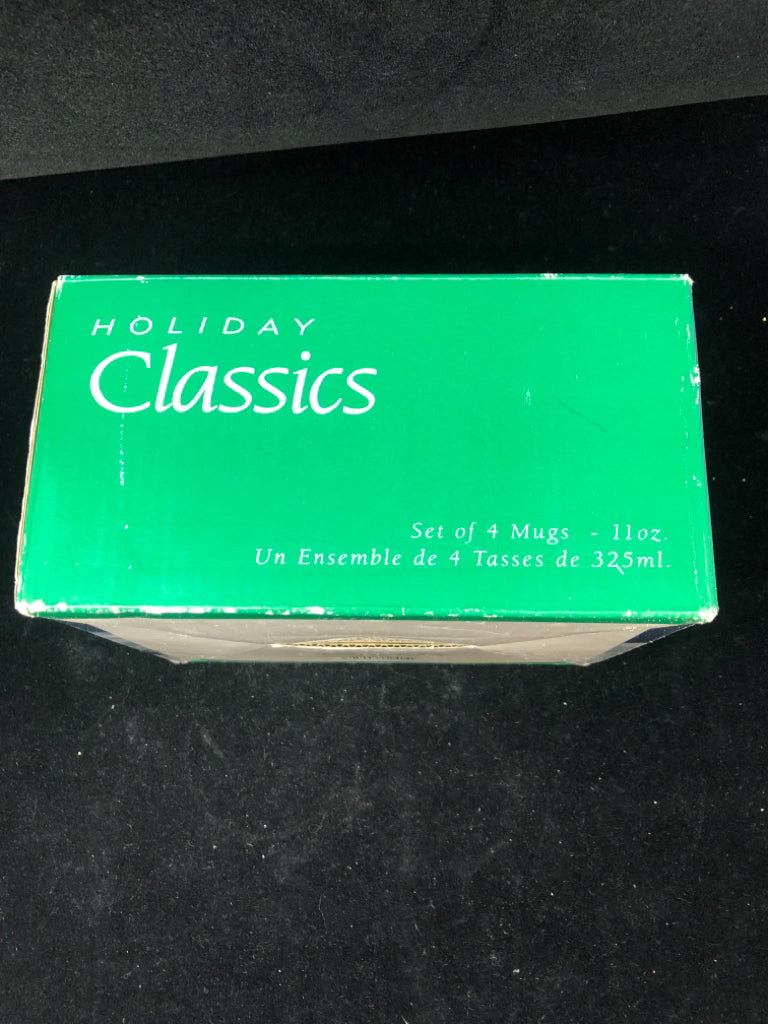 HOLIDAY
Classics
Set of 4 Mugs - 11oz.
Un Ensemble de 4 Tasses de 325ml.